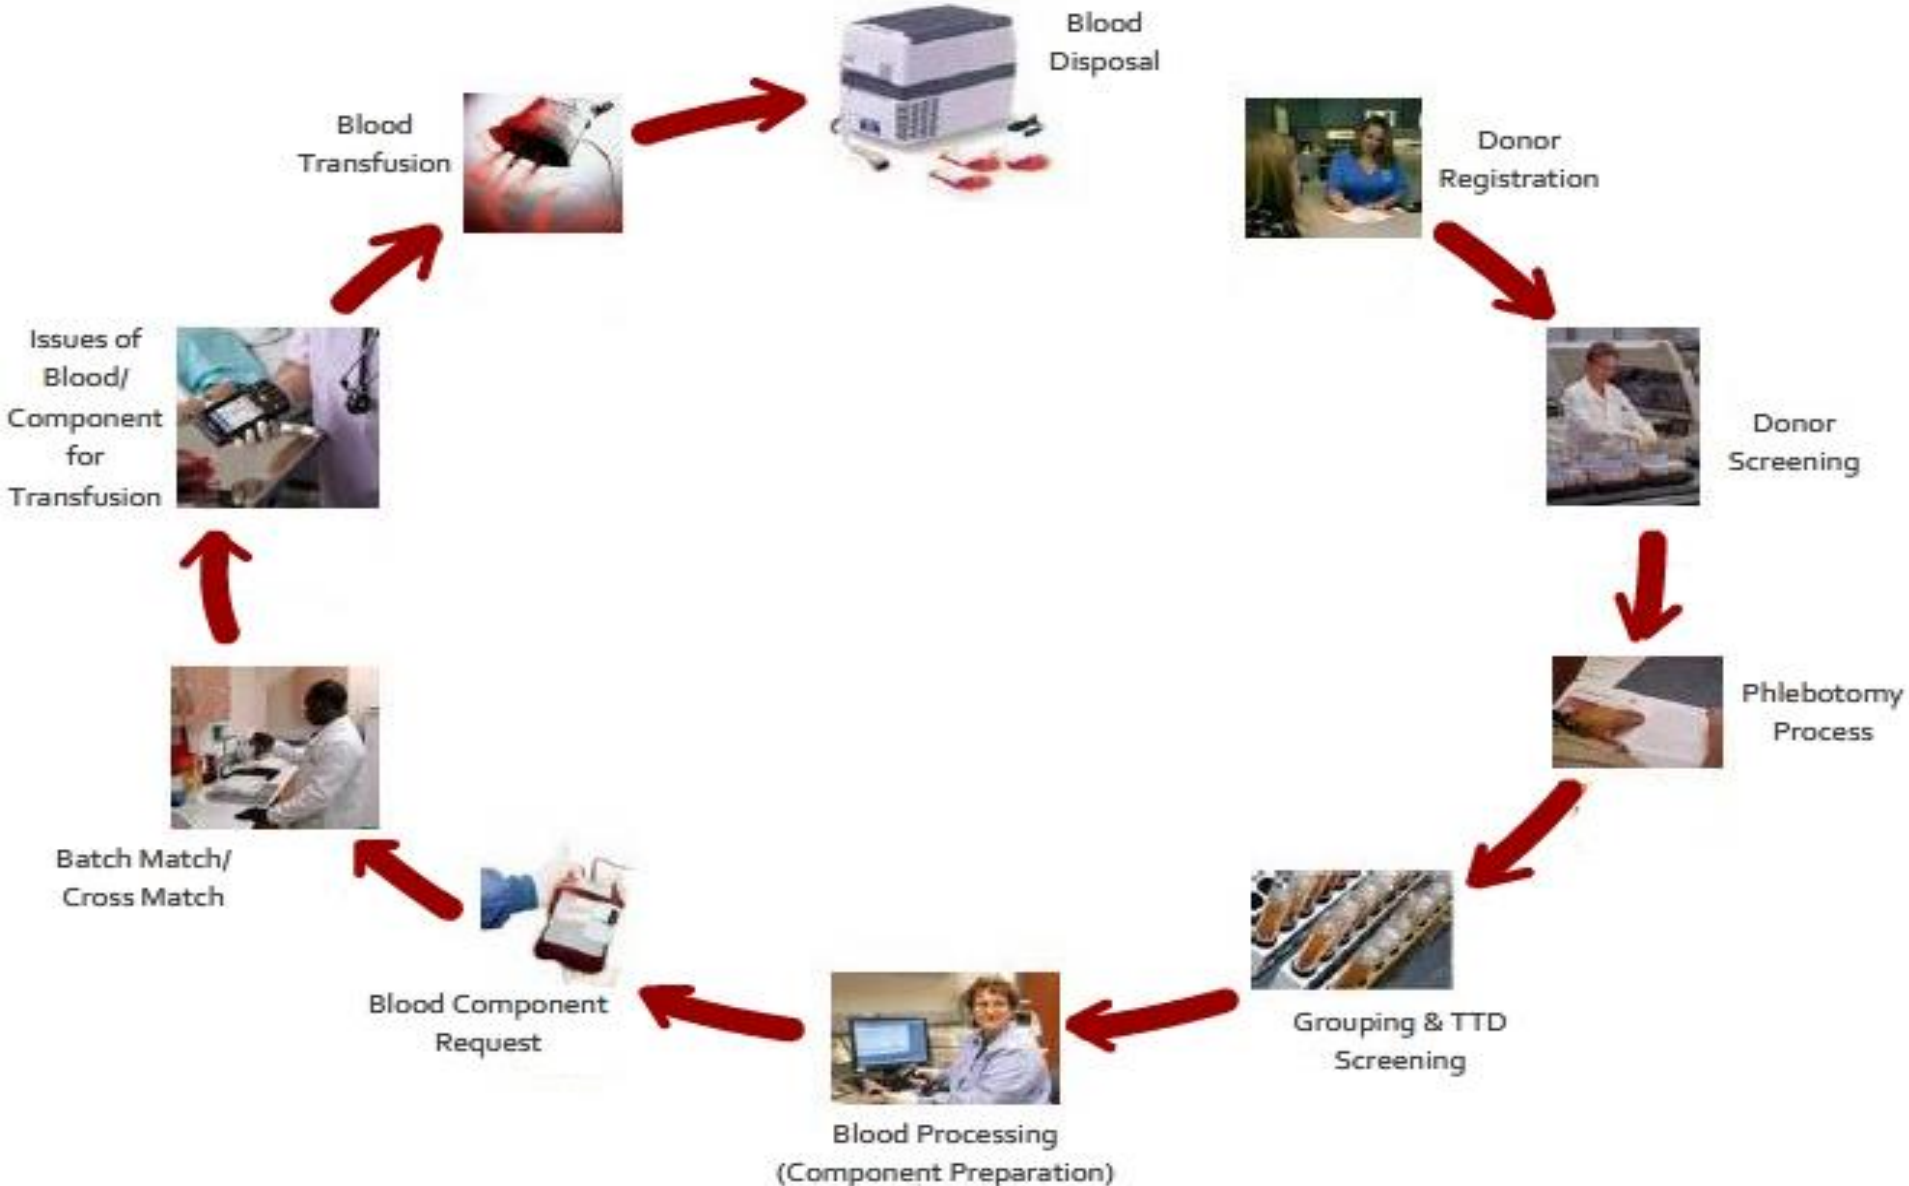 Blood
Disposal
Donor
Registration
Donor
Screening
Phlebotomy
Process
Grouping & TTD
Screening
Blood Processing
(Component Preparation)
Blood Component
Request
Batch Match/
Cross Match
Issues of
Blood/
Component
for
Transfusion
Blood
Transfusion